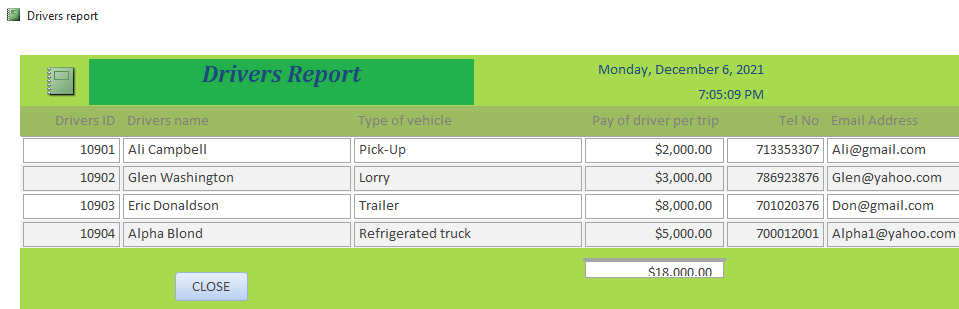 Drivers report
Drivers Report
Monday, December 6, 2021
7:05:09 PM
Drivers ID Drivers name Type of vehicle Pay of driver per trip Tel No Email Address
10901 Ali Campbell Pick-Up $2,000.00 713353307 Ali@gmail.com
10902 Glen Washington Lorry $3,000.00 786923876 Glen@yahoo.com
10903 Eric Donaldson Trailer $8,000.00 701020376 Don@gmail.com
10904 Alpha Blond Refrigerated truck $5,000.00 700012001 Alpha1@yahoo.com
$18,000.00
CLOSE